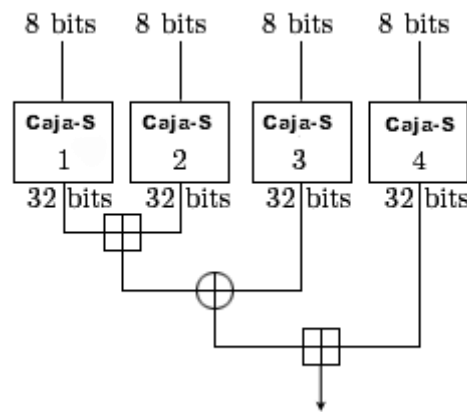 8 bits 8 bits 8 bits 8 bits
Caja-S Caja-S Caja-S Caja-S
1 2 3 4
32 bits 32 bits 32 bits 32 bits